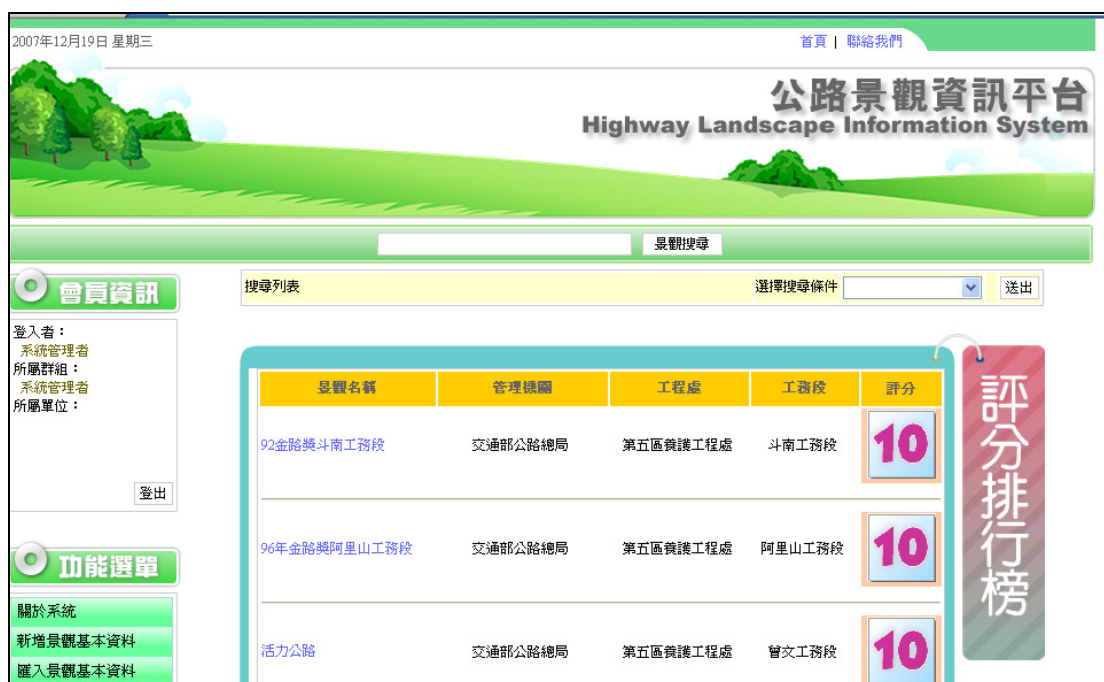 2007年12月19日 星期三
首頁 | 聯絡我們
公路景觀資訊平台
Highway Landscape Information System
景觀搜尋
會員資訊
搜尋列表
選擇搜尋條件
送出
登入者：
系統管理者
所屬群組：
系統管理者
所屬單位：
登出
功能選單
關於系統
新增景觀基本資料
匯入景觀基本資料
景觀名稱 管理機關 工程處 工務段 評分
92金路獎斗南工務段 交通部公路總局 第五區養護工程處 斗南工務段 10
96年金路獎阿里山工務段 交通部公路總局 第五區養護工程處 阿里山工務段 10
活力公路 交通部公路總局 第五區養護工程處 曾文工務段 10
評分排行榜